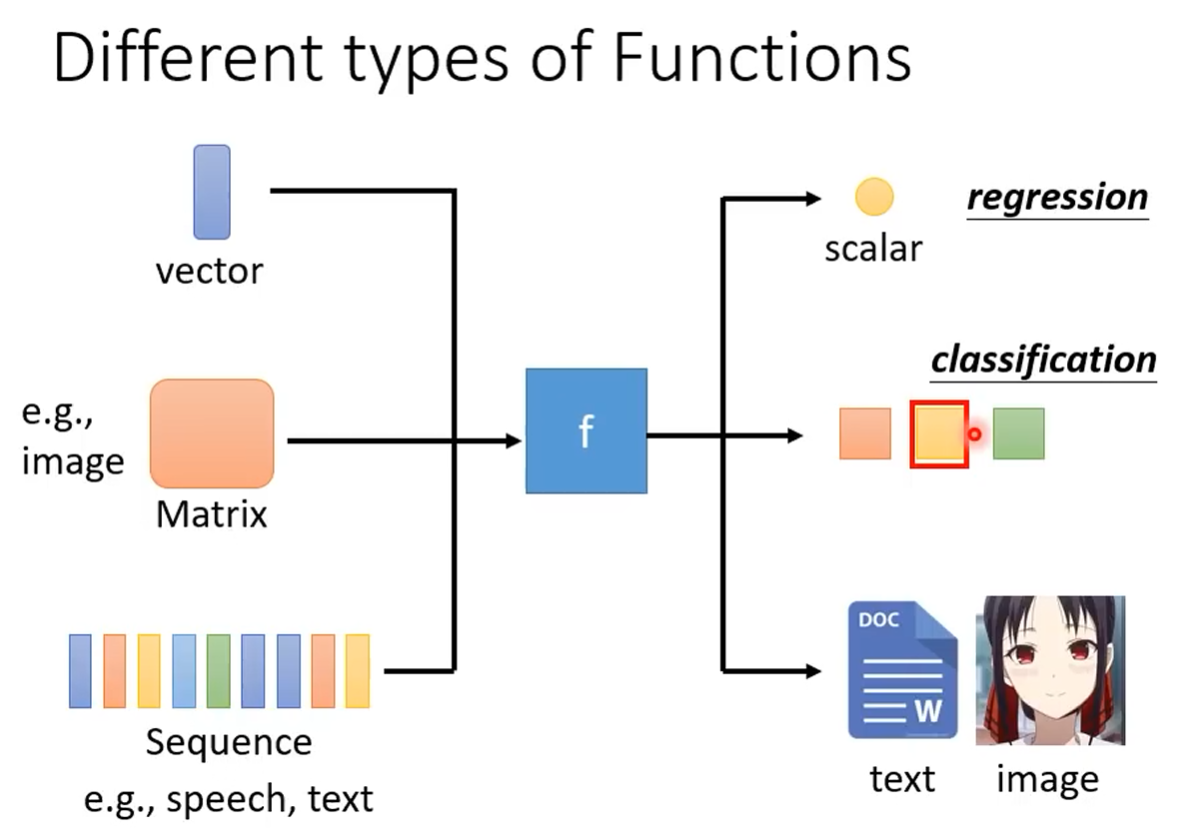 Different types of Functions
vector
scalar
regression
classification
e.g.,
image
Matrix
f
Sequence
e.g., speech, text
DOC
W
text
image